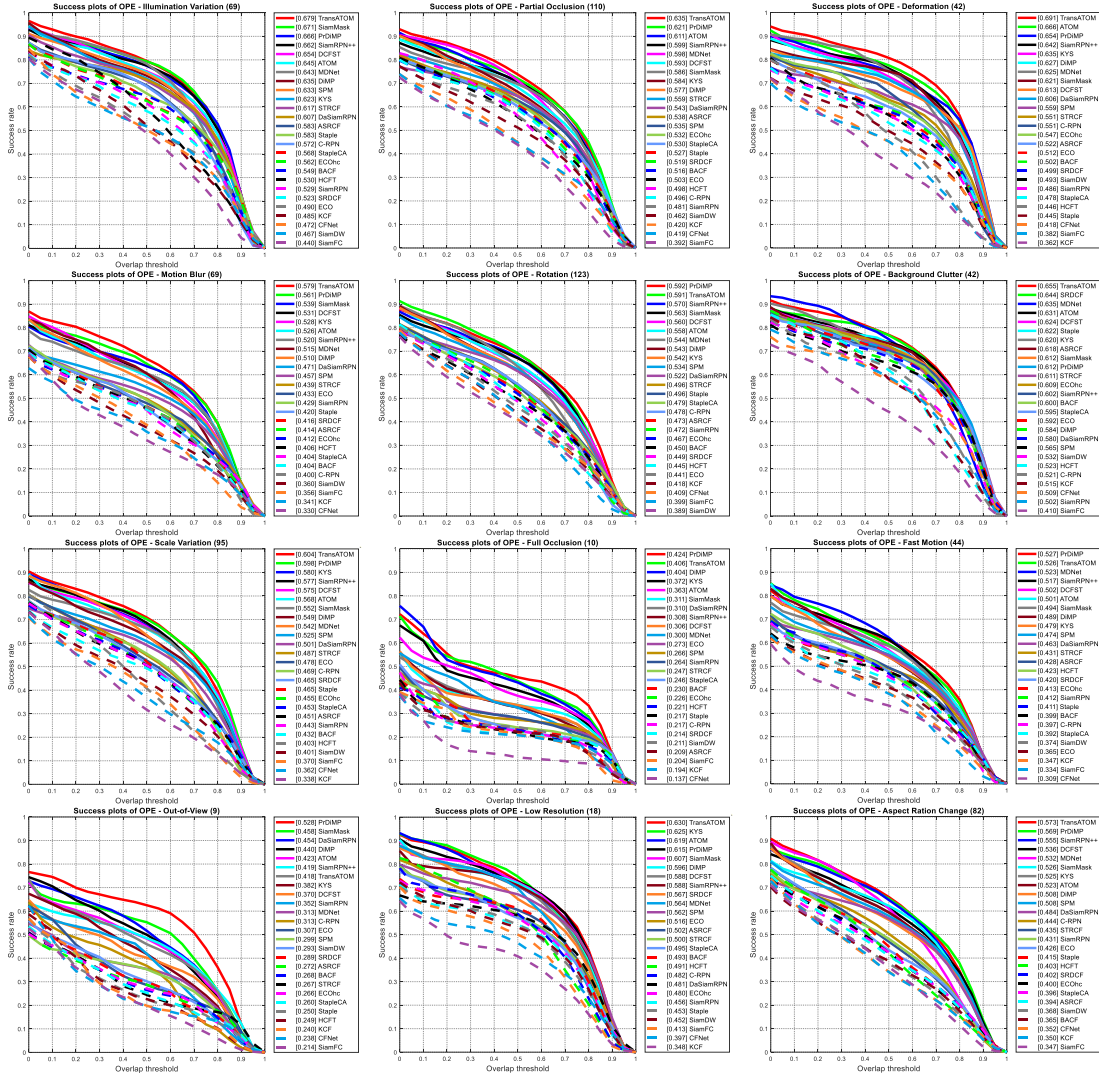 Success plots of OPE - Illumination Variation (69)
[0.679] TransATOM
[0.671] SiamMask
[0.666] PrDiMP
[0.662] SiamRPN++
[0.654] DCFST
[0.645] ATOM
[0.643] MDNet
[0.635] DiMP
[0.633] SPM
[0.623] KYS
[0.617] STRCF
[0.607] DaSiamRPN
[0.583] ASRCF
[0.583] Staple
[0.572] C-RPN
[0.568] StapleCA
[0.562] ECOhc
[0.549] BACF
[0.530] HCFT
[0.529] SiamRPN
[0.523] SRDCF
[0.490] ECO
[0.485] KCF
[0.472] CFNet
[0.467] SiamDW
[0.440] SiamFC
Success rate
Overlap threshold
Success plots of OPE - Partial Occlusion (110)
[0.635] TransATOM
[0.621] PrDiMP
[0.611] ATOM
[0.599] SiamRPN++
[0.598] MDNet
[0.593] DCFST
[0.586] SiamMask
[0.584] KYS
[0.577] DiMP
[0.559] STRCF
[0.543] DaSiamRPN
[0.538] ASRCF
[0.535] SPM
[0.532] ECOhc
[0.530] StapleCA
[0.527] Staple
[0.519] SRDCF
[0.516] BACF
[0.503] ECO
[0.498] HCFT
[0.496] C-RPN
[0.481] SiamRPN
[0.462] SiamDW
[0.420] KCF
[0.419] CFNet
[0.392] SiamFC
Success rate
Overlap threshold
Success plots of OPE - Deformation (42)
[0.691] TransATOM
[0.666] ATOM
[0.654] PrDiMP
[0.642] SiamRPN++
[0.635] KYS
[0.627] DiMP
[0.625] MDNet
[0.621] SiamMask
[0.613] DCFST
[0.606] DaSiamRPN
[0.559] SPM
[0.551] STRCF
[0.551] C-RPN
[0.547] ECOhc
[0.522] ASRCF
[0.512] ECO
[0.502] BACF
[0.499] SRDCF
[0.493] SiamDW
[0.486] SiamRPN
[0.478] StapleCA
[0.446] HCFT
[0.445] Staple
[0.418] CFNet
[0.382] SiamFC
[0.362] KCF
Success rate
Overlap threshold
Success plots of OPE - Motion Blur (69)
[0.579] TransATOM
[0.561] PrDiMP
[0.539] SiamMask
[0.531] DCFST
[0.528] KYS
[0.526] ATOM
[0.520] SiamRPN++
[0.515] MDNet
[0.510] DiMP
[0.471] DaSiamRPN
[0.457] SPM
[0.439] STRCF
[0.433] ECO
[0.429] SiamRPN
[0.420] Staple
[0.416] SRDCF
[0.414] ASRCF
[0.412] ECOhc
[0.406] HCFT
[0.404] StapleCA
[0.404] BACF
[0.400] C-RPN
[0.360] SiamDW
[0.356] SiamFC
[0.341] KCF
[0.330] CFNet
Success rate
Overlap threshold
Success plots of OPE - Rotation (123)
[0.592] PrDiMP
[0.591] TransATOM
[0.570] SiamRPN++
[0.563] SiamMask
[0.560] DCFST
[0.558] ATOM
[0.544] MDNet
[0.543] DiMP
[0.542] KYS
[0.534] SPM
[0.522] DaSiamRPN
[0.496] STRCF
[0.496] Staple
[0.479] StapleCA
[0.478] C-RPN
[0.473] ASRCF
[0.472] SiamRPN
[0.467] ECOhc
[0.450] BACF
[0.449] SRDCF
[0.445] HCFT
[0.441] ECO
[0.418] KCF
[0.409] CFNet
[0.399] SiamFC
[0.389] SiamDW
Success rate
Overlap threshold
Success plots of OPE - Background Clutter (42)
[0.655] TransATOM
[0.644] SRDCF
[0.635] MDNet
[0.631] ATOM
[0.624] DCFST
[0.622] Staple
[0.630] KYS
[0.618] ASRCF
[0.612] SiamMask
[0.612] PrDiMP
[0.611] STRCF
[0.609] ECOhc
[0.602] SiamRPN++
[0.600] BACF
[0.595] StapleCA
[0.592] ECO
[0.584] DiMP
[0.580] DaSiamRPN
[0.565] SPM
[0.532] SiamDW
[0.523] HCFT
[0.521] C-RPN
[0.515] KCF
[0.509] CFNet
[0.502] SiamRPN
[0.410] SiamFC
Success rate
Overlap threshold
Success plots of OPE - Scale Variation (95)
[0.604] TransATOM
[0.598] PrDiMP
[0.580] KYS
[0.577] SiamRPN++
[0.575] DCFST
[0.568] ATOM
[0.552] SiamMask
[0.549] DiMP
[0.542] MDNet
[0.525] SPM
[0.501] DaSiamRPN
[0.487] STRCF
[0.478] ECO
[0.469] C-RPN
[0.465] SRDCF
[0.465] Staple
[0.455] ECOhc
[0.453] StapleCA
[0.451] ASRCF
[0.443] SiamRPN
[0.432] BACF
[0.403] HCFT
[0.401] SiamDW
[0.370] SiamFC
[0.362] CFNet
[0.338] KCF
Success rate
Overlap threshold
Success plots of OPE - Full Occlusion (10)
[0.424] PrDiMP
[0.406] TransATOM
[0.404] DiMP
[0.372] KYS
[0.363] ATOM
[0.311] SiamMask
[0.310] DaSiamRPN
[0.308] SiamRPN++
[0.306] DCFST
[0.300] MDNet
[0.273] ECO
[0.266] SPM
[0.264] SiamRPN
[0.247] STRCF
[0.246] StapleCA
[0.230] BACF
[0.226] ECOhc
[0.221] HCFT
[0.217] Staple
[0.217] C-RPN
[0.214] SRDCF
[0.211] SiamDW
[0.209] ASRCF
[0.204] SiamFC
[0.194] KCF
[0.137] CFNet
Success rate
Overlap threshold
Success plots of OPE - Fast Motion (44)
[0.527] PrDiMP
[0.526] TransATOM
[0.523] MDNet
[0.517] SiamRPN++
[0.502] DCFST
[0.501] ATOM
[0.494] SiamMask
[0.489] DiMP
[0.479] KYS
[0.474] SPM
[0.463] DaSiamRPN
[0.431] STRCF
[0.428] ASRCF
[0.423] HCFT
[0.420] SRDCF
[0.413] ECOhc
[0.412] SiamRPN
[0.411] Staple
[0.399] BACF
[0.397] C-RPN
[0.392] StapleCA
[0.374] SiamDW
[0.365] ECO
[0.347] KCF
[0.334] SiamFC
[0.309] CFNet
Success rate
Overlap threshold
Success plots of OPE - Out-of-View (9)
[0.528] PrDiMP
[0.458] SiamMask
[0.454] DaSiamRPN
[0.440] DiMP
[0.423] ATOM
[0.419] SiamRPN++
[0.418] TransATOM
[0.382] KYS
[0.370] DCFST
[0.352] SiamRPN
[0.313] MDNet
[0.313] C-RPN
[0.307] ECO
[0.299] SPM
[0.293] SiamDW
[0.289] SRDCF
[0.272] ASRCF
[0.268] BACF
[0.267] STRCF
[0.266] ECOhc
[0.260] StapleCA
[0.250] Staple
[0.249] HCFT
[0.240] KCF
[0.238] CFNet
[0.214] SiamFC
Success rate
Overlap threshold
Success plots of OPE - Low Resolution (18)
[0.630] TransATOM
[0.625] KYS
[0.619] ATOM
[0.615] PrDiMP
[0.607] SiamMask
[0.596] DiMP
[0.588] DCFST
[0.588] SiamRPN++
[0.567] SRDCF
[0.564] MDNet
[0.562] SPM
[0.516] ECO
[0.502] ASRCF
[0.500] STRCF
[0.495] StapleCA
[0.493] BACF
[0.491] HCFT
[0.482] C-RPN
[0.481] DaSiamRPN
[0.480] ECOhc
[0.456] SiamRPN
[0.453] Staple
[0.452] SiamDW
[0.413] SiamFC
[0.397] CFNet
[0.348] KCF
Success rate
Overlap threshold
Success plots of OPE - Aspect Ration Change (82)
[0.573] TransATOM
[0.569] PrDiMP
[0.555] SiamRPN++
[0.536] DCFST
[0.532] MDNet
[0.526] SiamMask
[0.525] KYS
[0.523] ATOM
[0.508] DiMP
[0.508] SPM
[0.484] DaSiamRPN
[0.444] C-RPN
[0.435] STRCF
[0.431] SiamRPN
[0.426] ECO
[0.415] Staple
[0.403] HCFT
[0.402] SRDCF
[0.400] ECOhc
[0.396] StapleCA
[0.394] ASRCF
[0.368] SiamDW
[0.365] BACF
[0.352] CFNet
[0.350] KCF
[0.347] SiamFC
Success rate
Overlap threshold